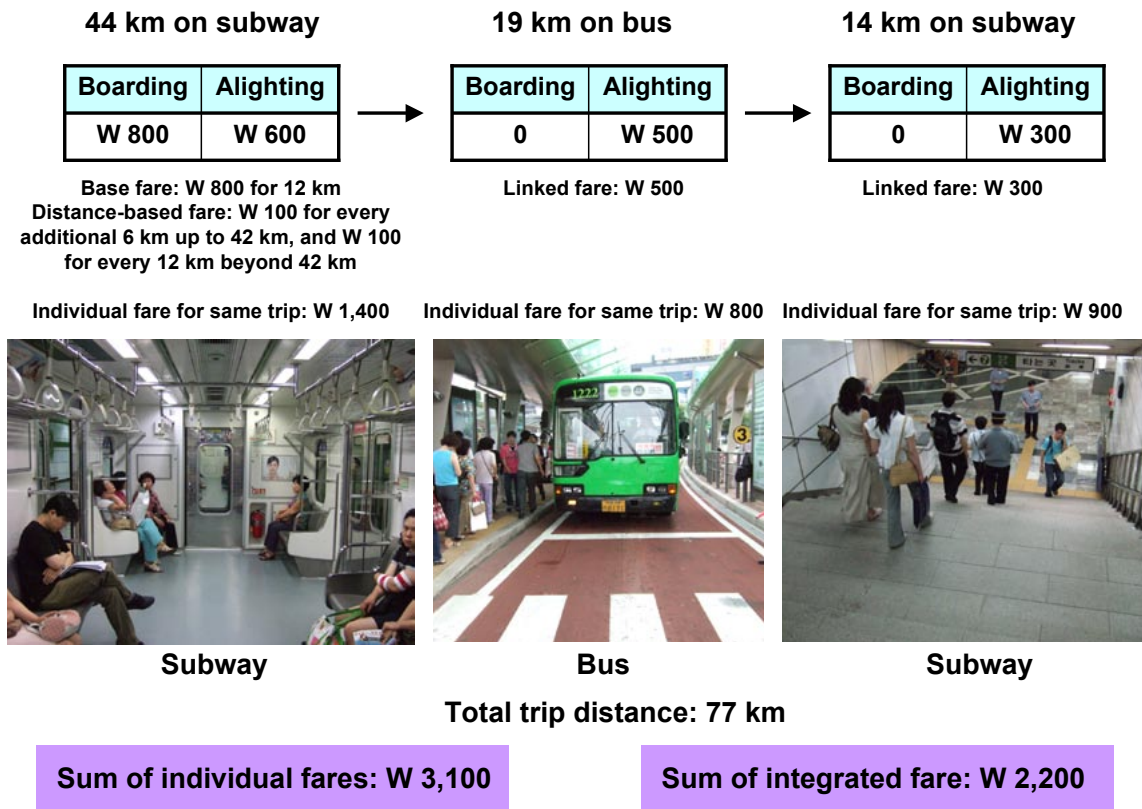 44 km on subway
19 km on bus
14 km on subway
Boarding Alighting
W 800 W 600
Boarding Alighting
0 W 500
Boarding Alighting
0 W 300
Base fare: W 800 for 12 km
Distance-based fare: W 100 for every
additional 6 km up to 42 km, and W 100
for every 12 km beyond 42 km
Linked fare: W 500
Linked fare: W 300
Individual fare for same trip: W 1,400
Individual fare for same trip: W 800
Individual fare for same trip: W 900
1222
3
타는곳
Subway
Bus
Subway
Total trip distance: 77 km
Sum of individual fares: W 3,100
Sum of integrated fare: W 2,200